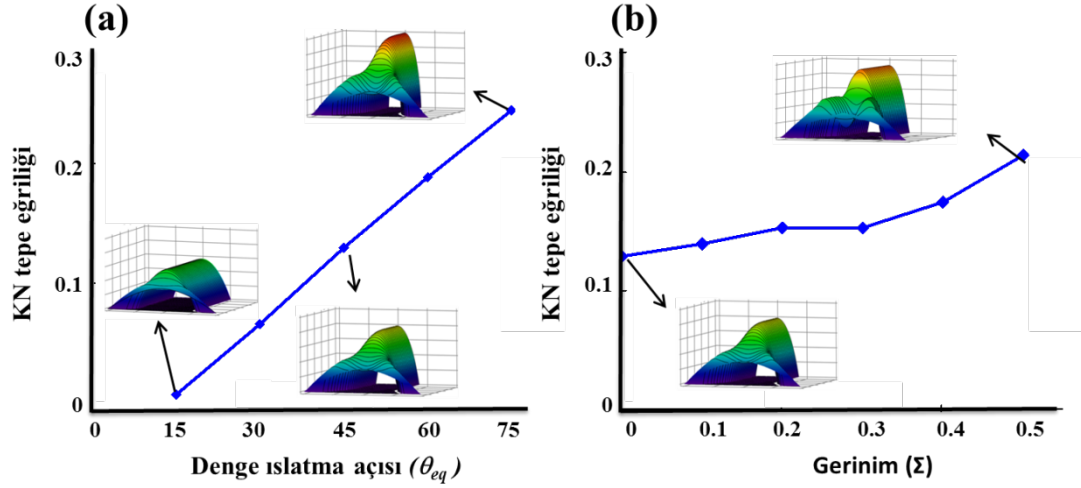 (a)
0.3
0.2
0.1
0
KN tepe eğriliği
0 15 30 45 60 75
Denge ıslatma açısı (θeq )
(b)
0.3
0.2
0.1
0
KN tepe eğriliği
0 0.1 0.2 0.3 0.4 0.5
Gerinim (Σ)